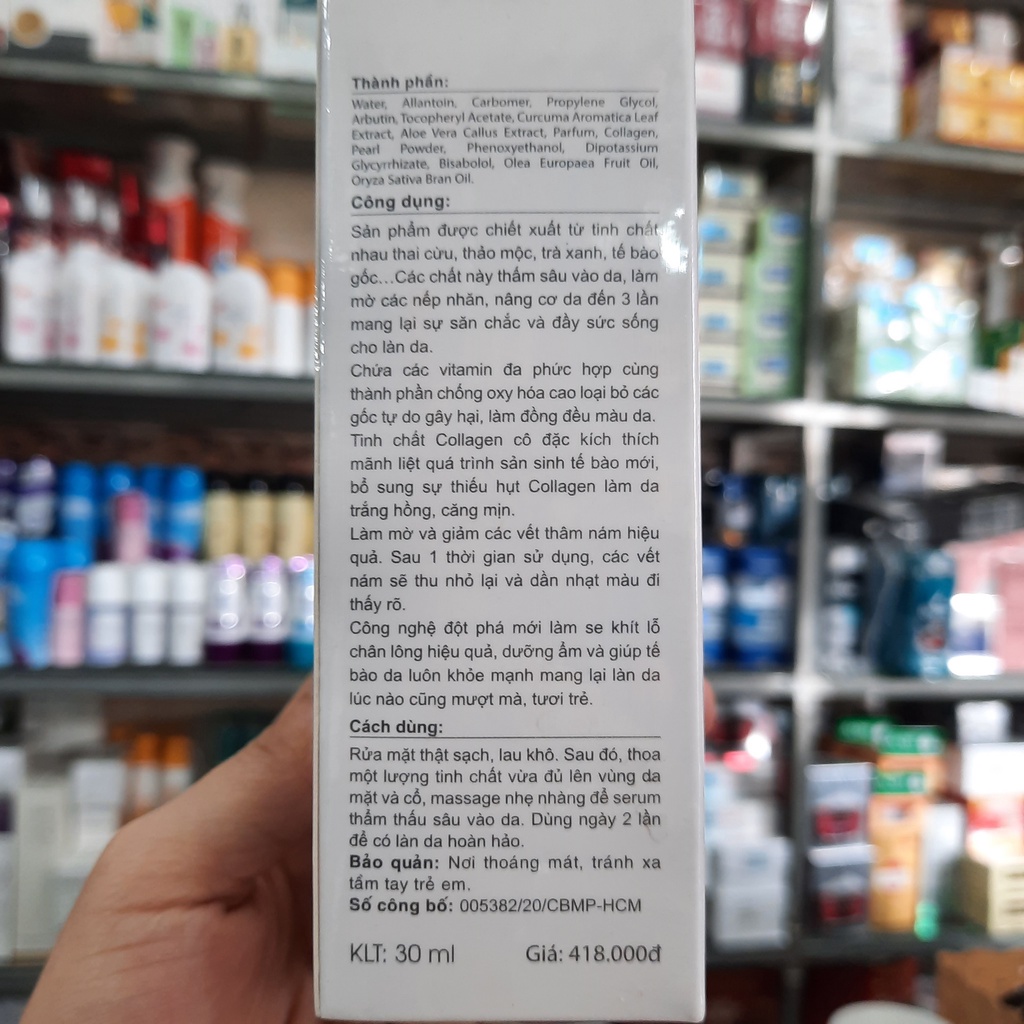 Thành phần:
Water, Allantoin, Carbomer, Propylene Glycol,
Arbutin, Tocopheryl Acetate, Curcuma Aromatica Leaf
Extract, Aloe Vera Callus Extract, Parfum, Collagen,
Pearl Powder, Phenoxyethanol, Dipotassium
Glycyrrhizate, Bisabolol, Olea Europaea Fruit Oil,
Oryza Sativa Bran Oil.
Công dụng:
Sản phẩm được chiết xuất từ tinh chất
nhau thai cừu, thảo mộc, trà xanh, tế bào
gốc...Các chất này thấm sâu vào da, làm
mờ các nếp nhăn, nâng cơ da đến 3 lần
mang lại sự săn chắc và đầy sức sống
cho làn da.
Chứa các vitamin đa phức hợp cùng
thành phần chống oxy hóa cao loại bỏ các
gốc tự do gây hại, làm đồng đều màu da.
Tinh chất Collagen cô đặc kích thích
mãnh liệt quá trình sản sinh tế bào mới,
bổ sung sự thiếu hụt Collagen làm da
trắng hồng, căng mịn.
Làm mờ và giảm các vết thâm nám hiệu
quả. Sau 1 thời gian sử dụng, các vết
nám sẽ thu nhỏ lại và dần nhạt màu đi
thấy rõ.
Công nghệ đột phá mới làm se khít lỗ
chân lông hiệu quả, dưỡng ẩm và giúp tế
bào da luôn khỏe mạnh mang lại làn da
lúc nào cũng mượt mà, tươi trẻ.
Cách dùng:
Rửa mặt thật sạch, lau khô. Sau đó, thoa
một lượng tinh chất vừa đủ lên vùng da
mặt và cổ, massage nhẹ nhàng để serum
thẩm thấu sâu vào da. Dùng ngày 2 lần
để có làn da hoàn hảo.
Bảo quản: Nơi thoáng mát, tránh xa
tầm tay trẻ em.
Số công bố: 005382/20/CBMP-HCM
KLT: 30 ml Giá: 418.000đ